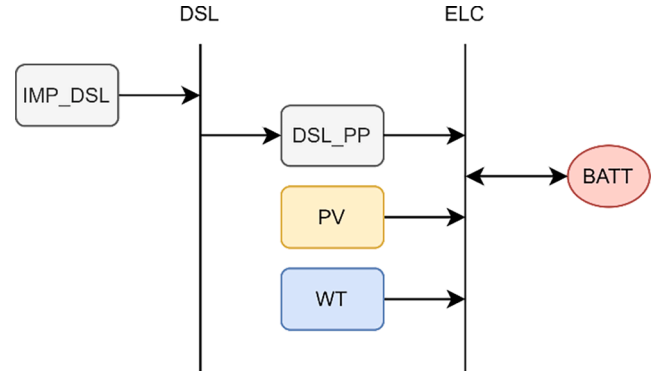 DSL
ELC
IMP_DSL
DSL_PP
BATT
PV
WT